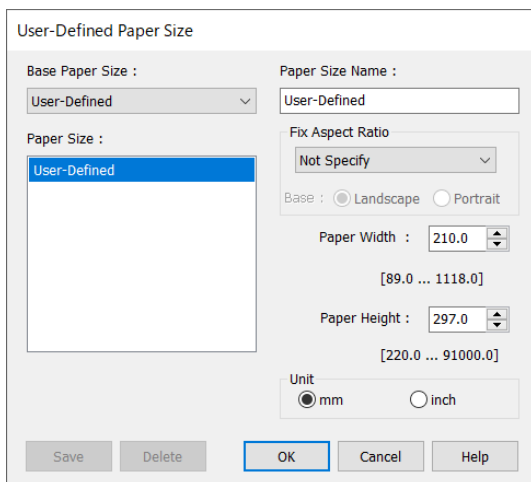 User-Defined Paper Size
Base Paper Size :
User-Defined
Paper Size :
User-Defined
Paper Size Name :
User-Defined
Fix Aspect Ratio
Not Specify
Base : Landscape Portrait
Paper Width : 210.0
[89.0 ... 1118.0]
Paper Height : 297.0
[220.0 ... 91000.0]
Unit
mm inch
Save Delete OK Cancel Help